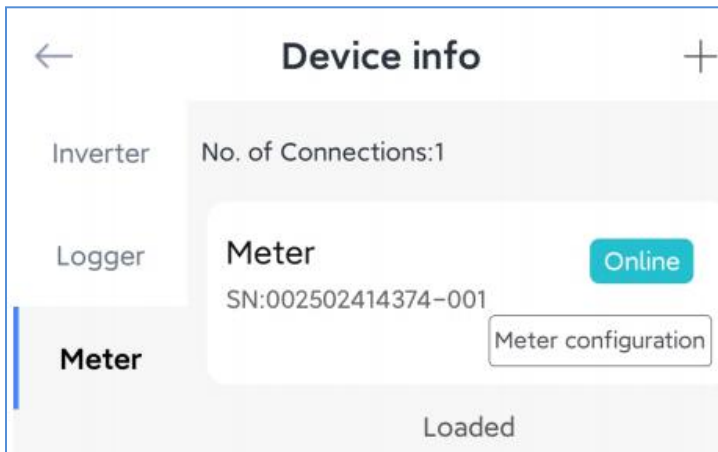 Device info
Inverter
No. of Connections:1
Logger
Meter
Online
SN:002502414374-001
Meter configuration
Meter
Loaded